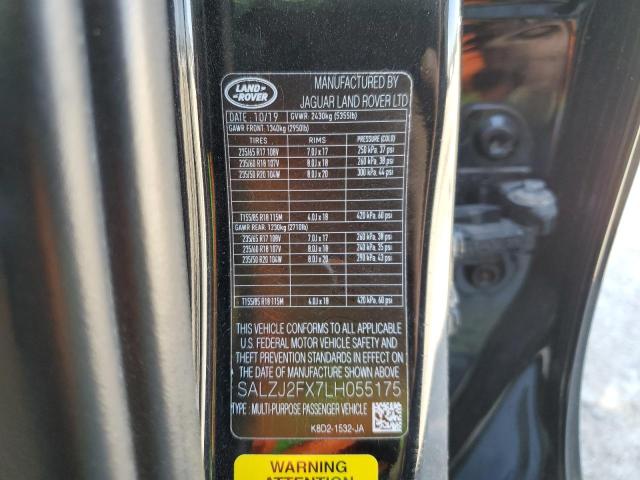 LAND ROVER
MANUFACTURED BY
JAGUAR LAND ROVER LTD
DATE: 10/19 GVWR: 2430kg (5355lb)
GAWR FRONT: 1340kg (2950lb)
TIRES RIMS PRESSURE (COLD)
235/65 R17 108V 7.0J x 17 250 kPa, 37 psi
235/60 R18 107V 8.0J x 18 260 kPa, 38 psi
235/50 R20 104W 8.0J x 20 300 kPa, 44 psi
T155/85 R18 115M 4.0J x 18 420 kPa, 60 psi
GAWR REAR: 1230kg (2710lb)
235/65 R17 108V 7.0J x 17 260 kPa, 38 psi
235/60 R18 107V 8.0J x 18 240 kPa, 35 psi
235/50 R20 104W 8.0J x 20 290 kPa, 43 psi
T155/85 R18 115M 4.0J x 18 420 kPa, 60 psi
THIS VEHICLE CONFORMS TO ALL APPLICABLE
U.S. FEDERAL MOTOR VEHICLE SAFETY AND
THEFT PREVENTION STANDARDS IN EFFECT ON
THE DATE OF MANUFACTURE SHOWN ABOVE.
SALZJ2FX7LH055175
TYPE: MULTI-PURPOSE PASSENGER VEHICLE
K8D2-1532-JA
WARNING
ATTENTION